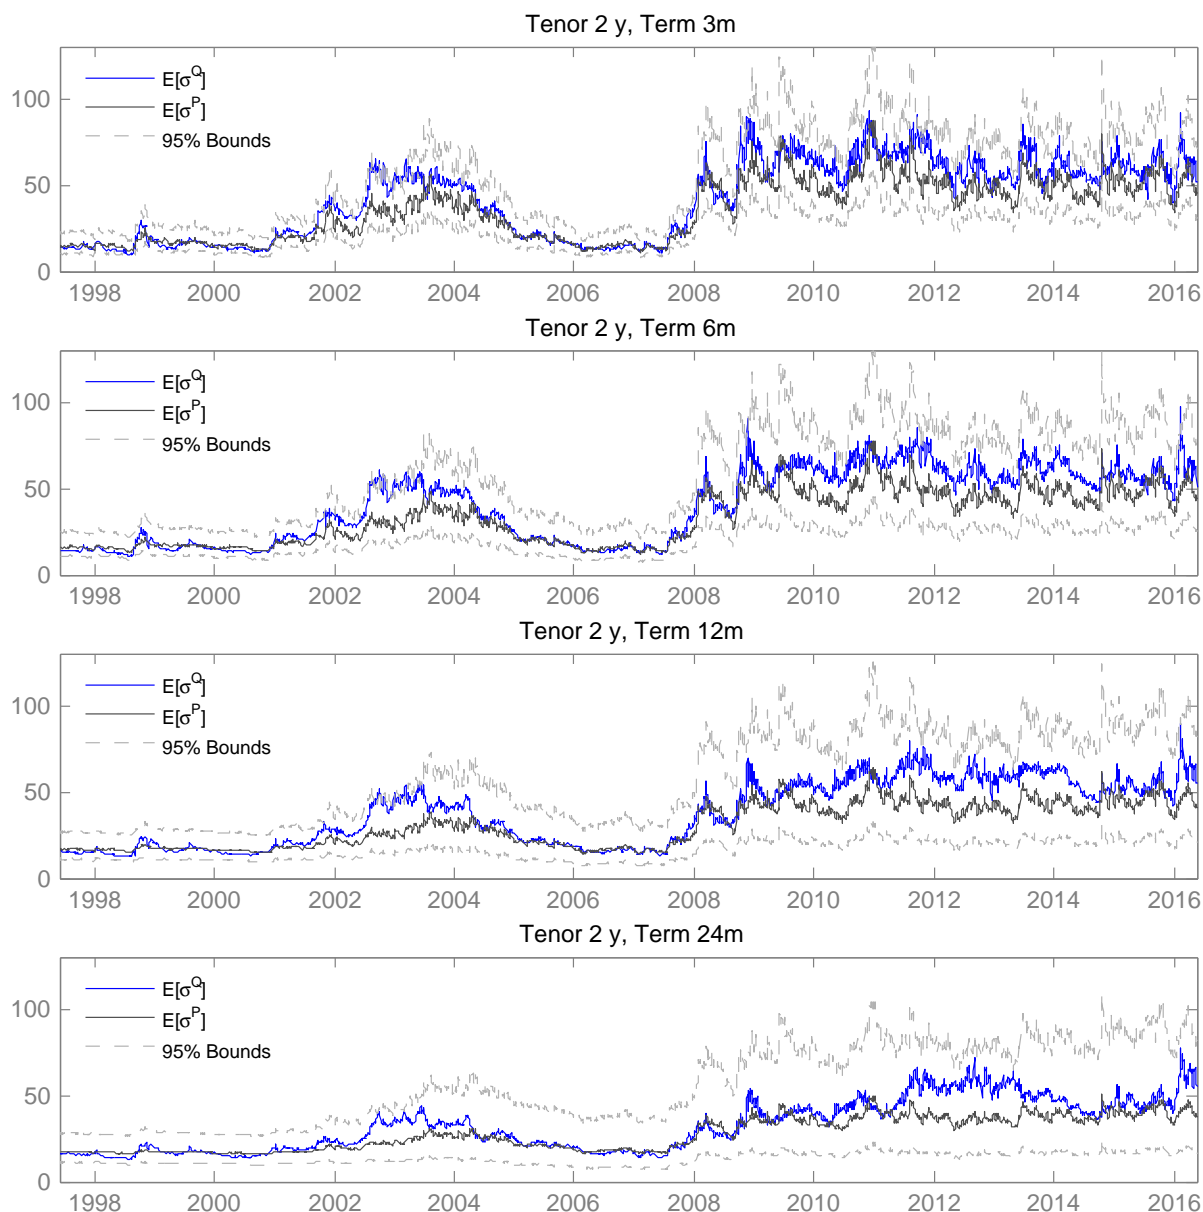 Tenor 2 y, Term 3m
100
50
0
E[σ^Q]
E[σ^P]
95% Bounds
1998 2000 2002 2004 2006 2008 2010 2012 2014 2016
Tenor 2 y, Term 6m
100
50
0
E[σ^Q]
E[σ^P]
95% Bounds
1998 2000 2002 2004 2006 2008 2010 2012 2014 2016
Tenor 2 y, Term 12m
100
50
0
E[σ^Q]
E[σ^P]
95% Bounds
1998 2000 2002 2004 2006 2008 2010 2012 2014 2016
Tenor 2 y, Term 24m
100
50
0
E[σ^Q]
E[σ^P]
95% Bounds
1998 2000 2002 2004 2006 2008 2010 2012 2014 2016